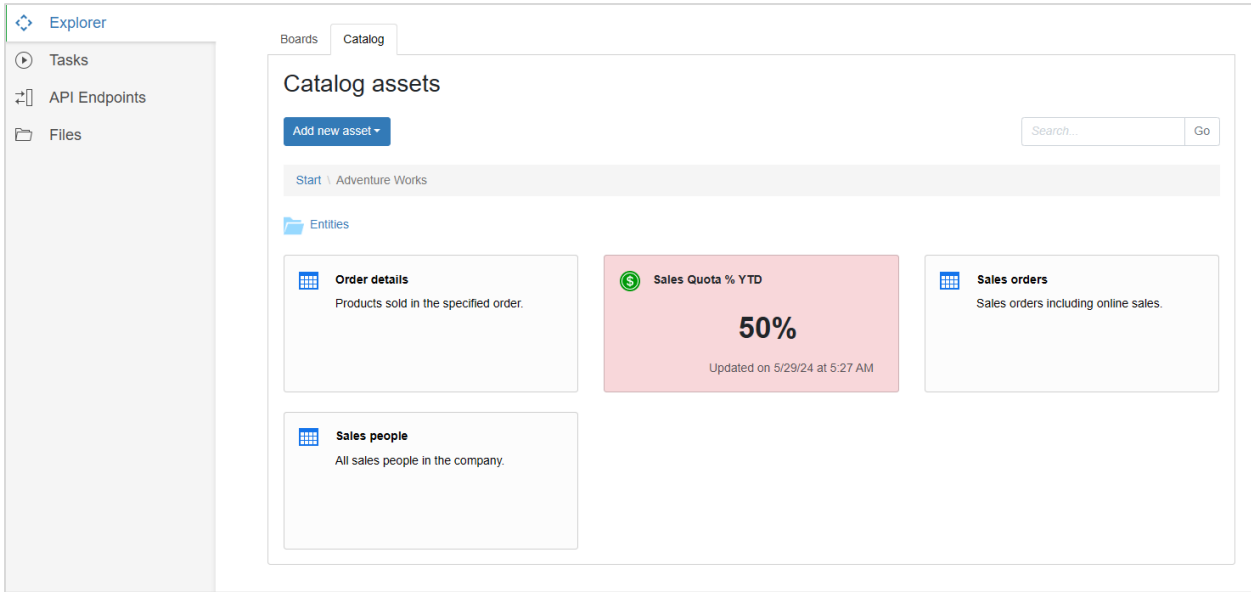 Explorer
Tasks
API Endpoints
Files
Boards
Catalog
Catalog assets
Add new asset
Search...
Go
Start \ Adventure Works
Entities
Order details
Products sold in the specified order.
Sales Quota % YTD
50%
Updated on 5/29/24 at 5:27 AM
Sales orders
Sales orders including online sales.
Sales people
All sales people in the company.